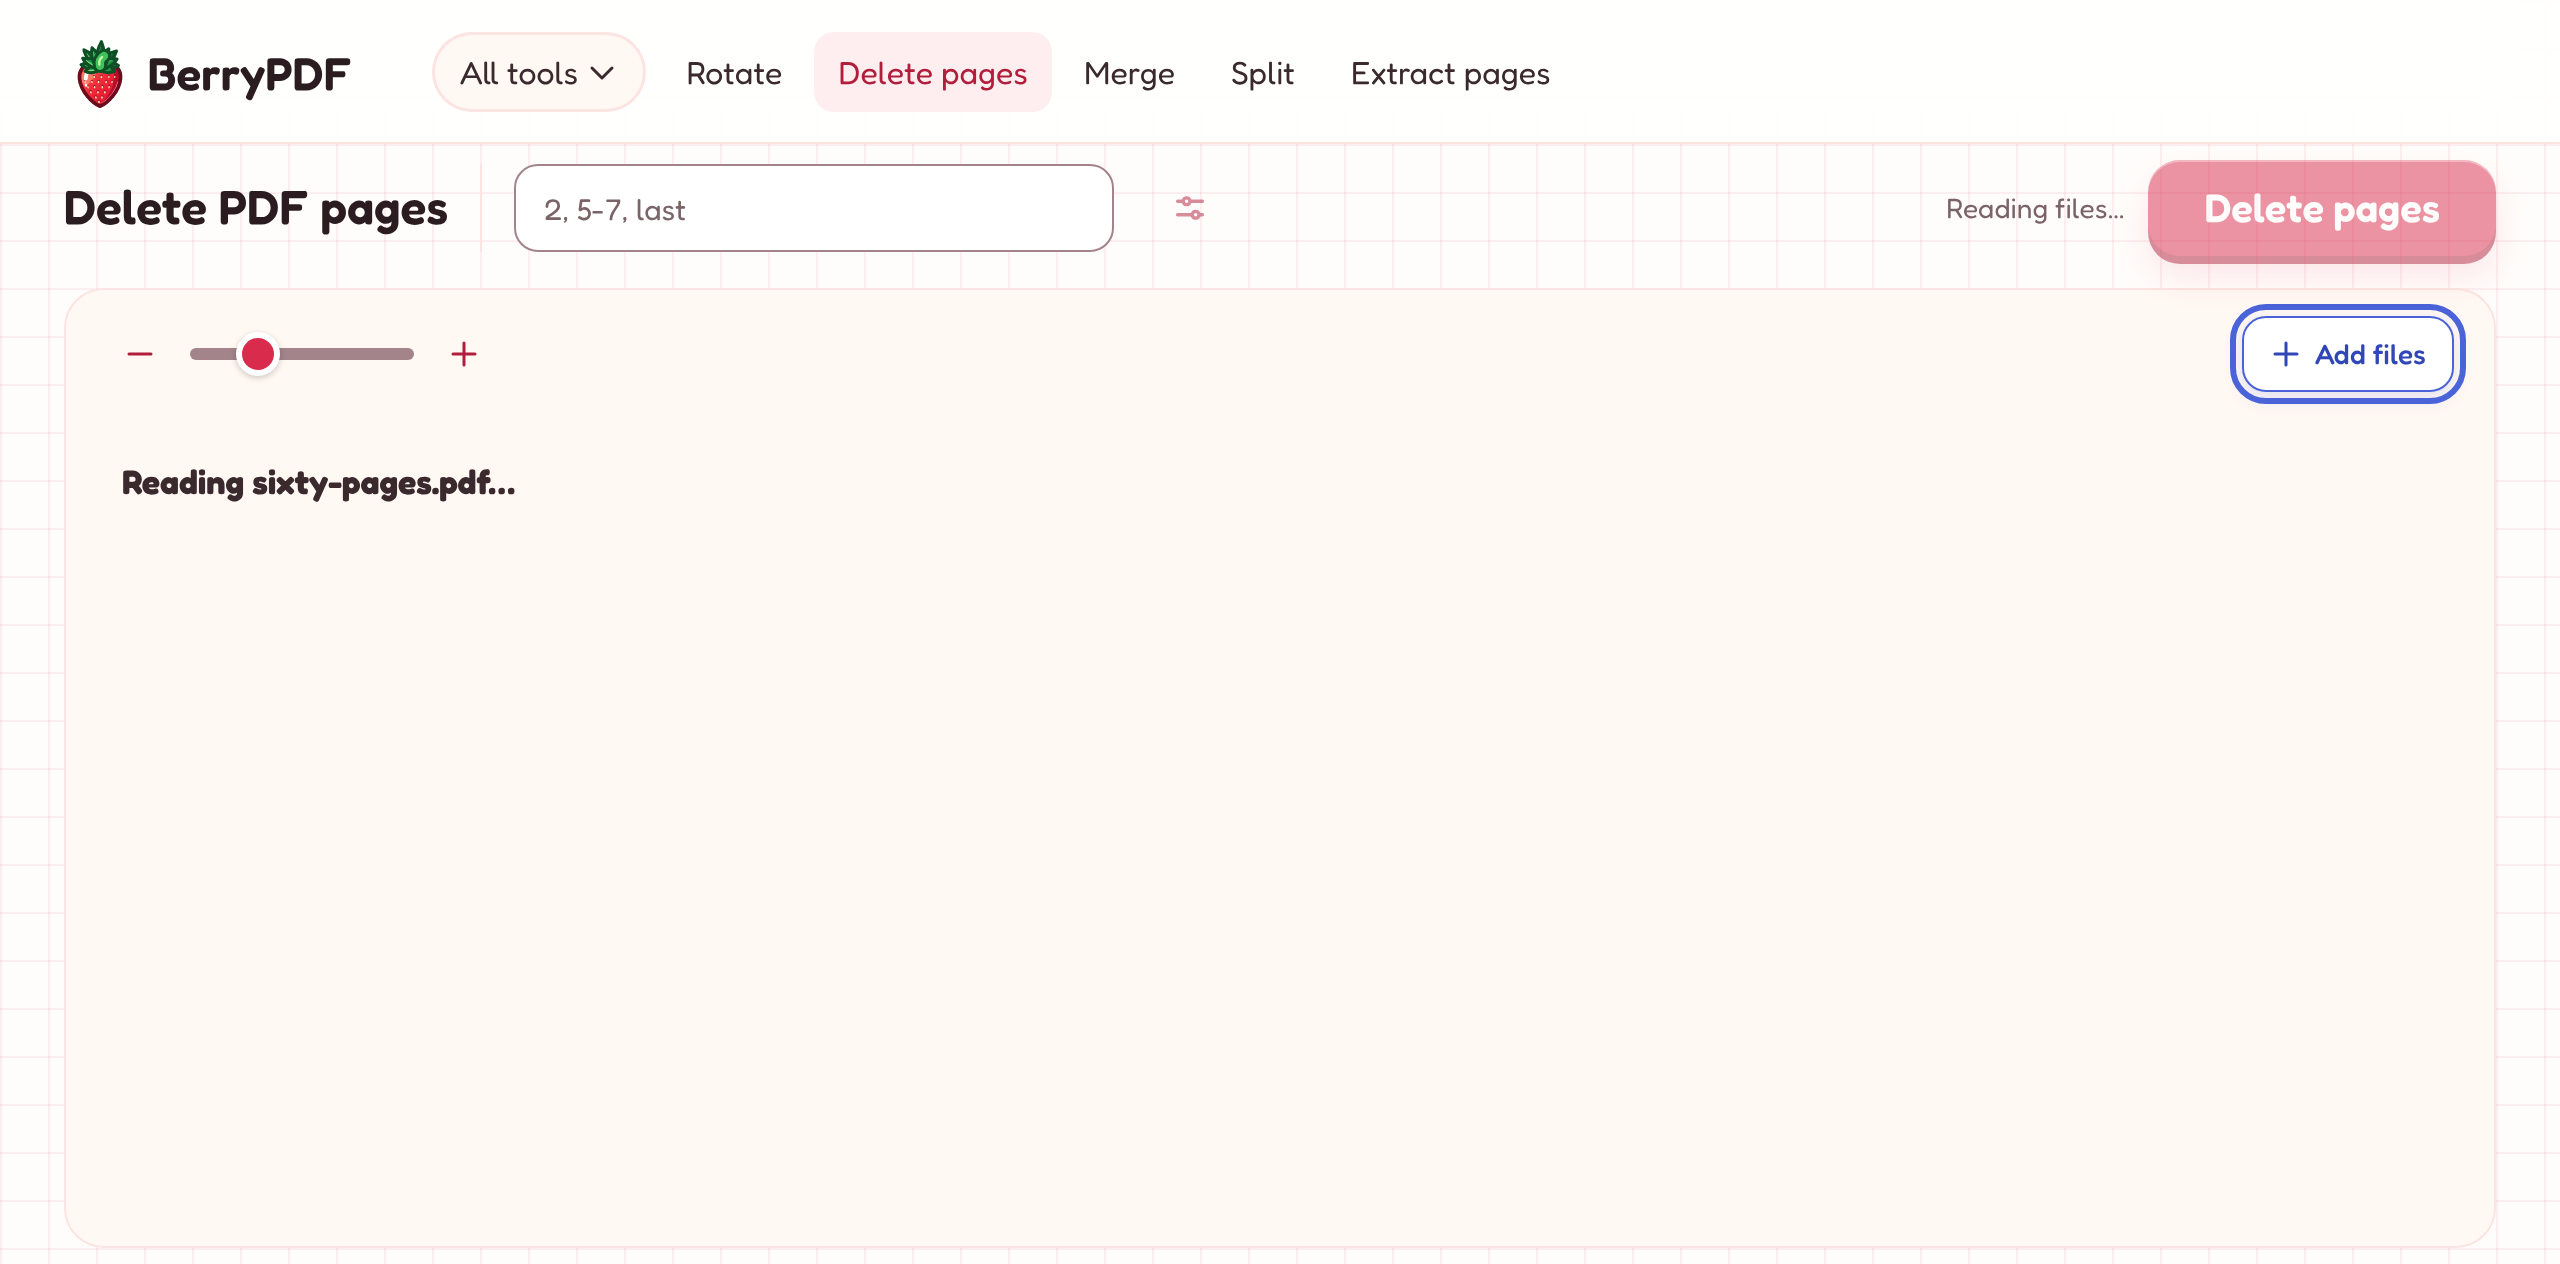 BerryPDF All tools Rotate Delete pages Merge Split Extract pages
Delete PDF pages 2, 5-7, last Reading files... Delete pages
Add files
Reading sixty-pages.pdf...